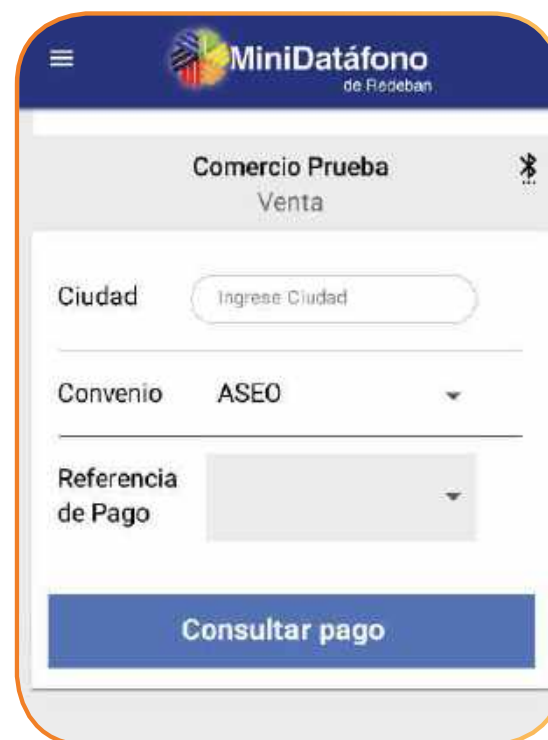 MiniDatáfono
de Redeban
Comercio Prueba
Venta
Ciudad
Ingrese Ciudad
Convenio
ASEO
Referencia
de Pago
Consultar pago